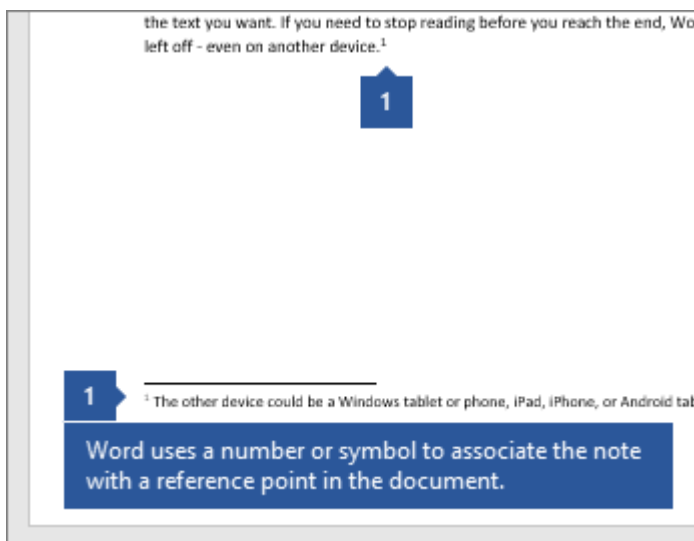 the text you want. If you need to stop reading before you reach the end, Wo
left off - even on another device.¹
1
1
¹ The other device could be a Windows tablet or phone, iPad, iPhone, or Android tab
Word uses a number or symbol to associate the note
with a reference point in the document.